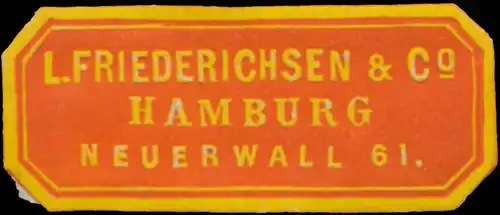 L. FRIEDERICHSEN & Cº
HAMBURG
NEUERWALL 61.